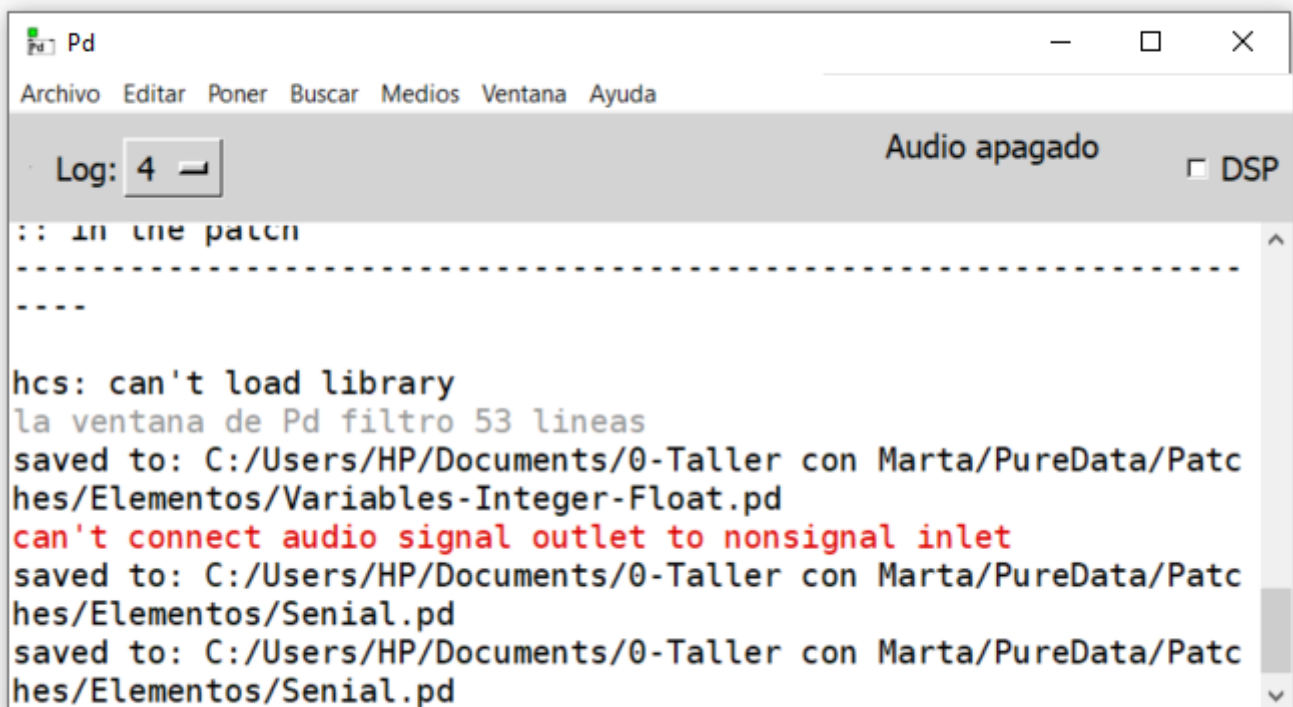 Pd
Archivo Editar Poner Buscar Medios Ventana Ayuda
Log: 4
Audio apagado
DSP
:: in the patch
----------------------------------------------------------------
----
hcs: can't load library
la ventana de Pd filtro 53 lineas
saved to: C:/Users/HP/Documents/0-Taller con Marta/PureData/Patc
hes/Elementos/Variables-Integer-Float.pd
can't connect audio signal outlet to nonsignal inlet
saved to: C:/Users/HP/Documents/0-Taller con Marta/PureData/Patc
hes/Elementos/Senial.pd
saved to: C:/Users/HP/Documents/0-Taller con Marta/PureData/Patc
hes/Elementos/Senial.pd